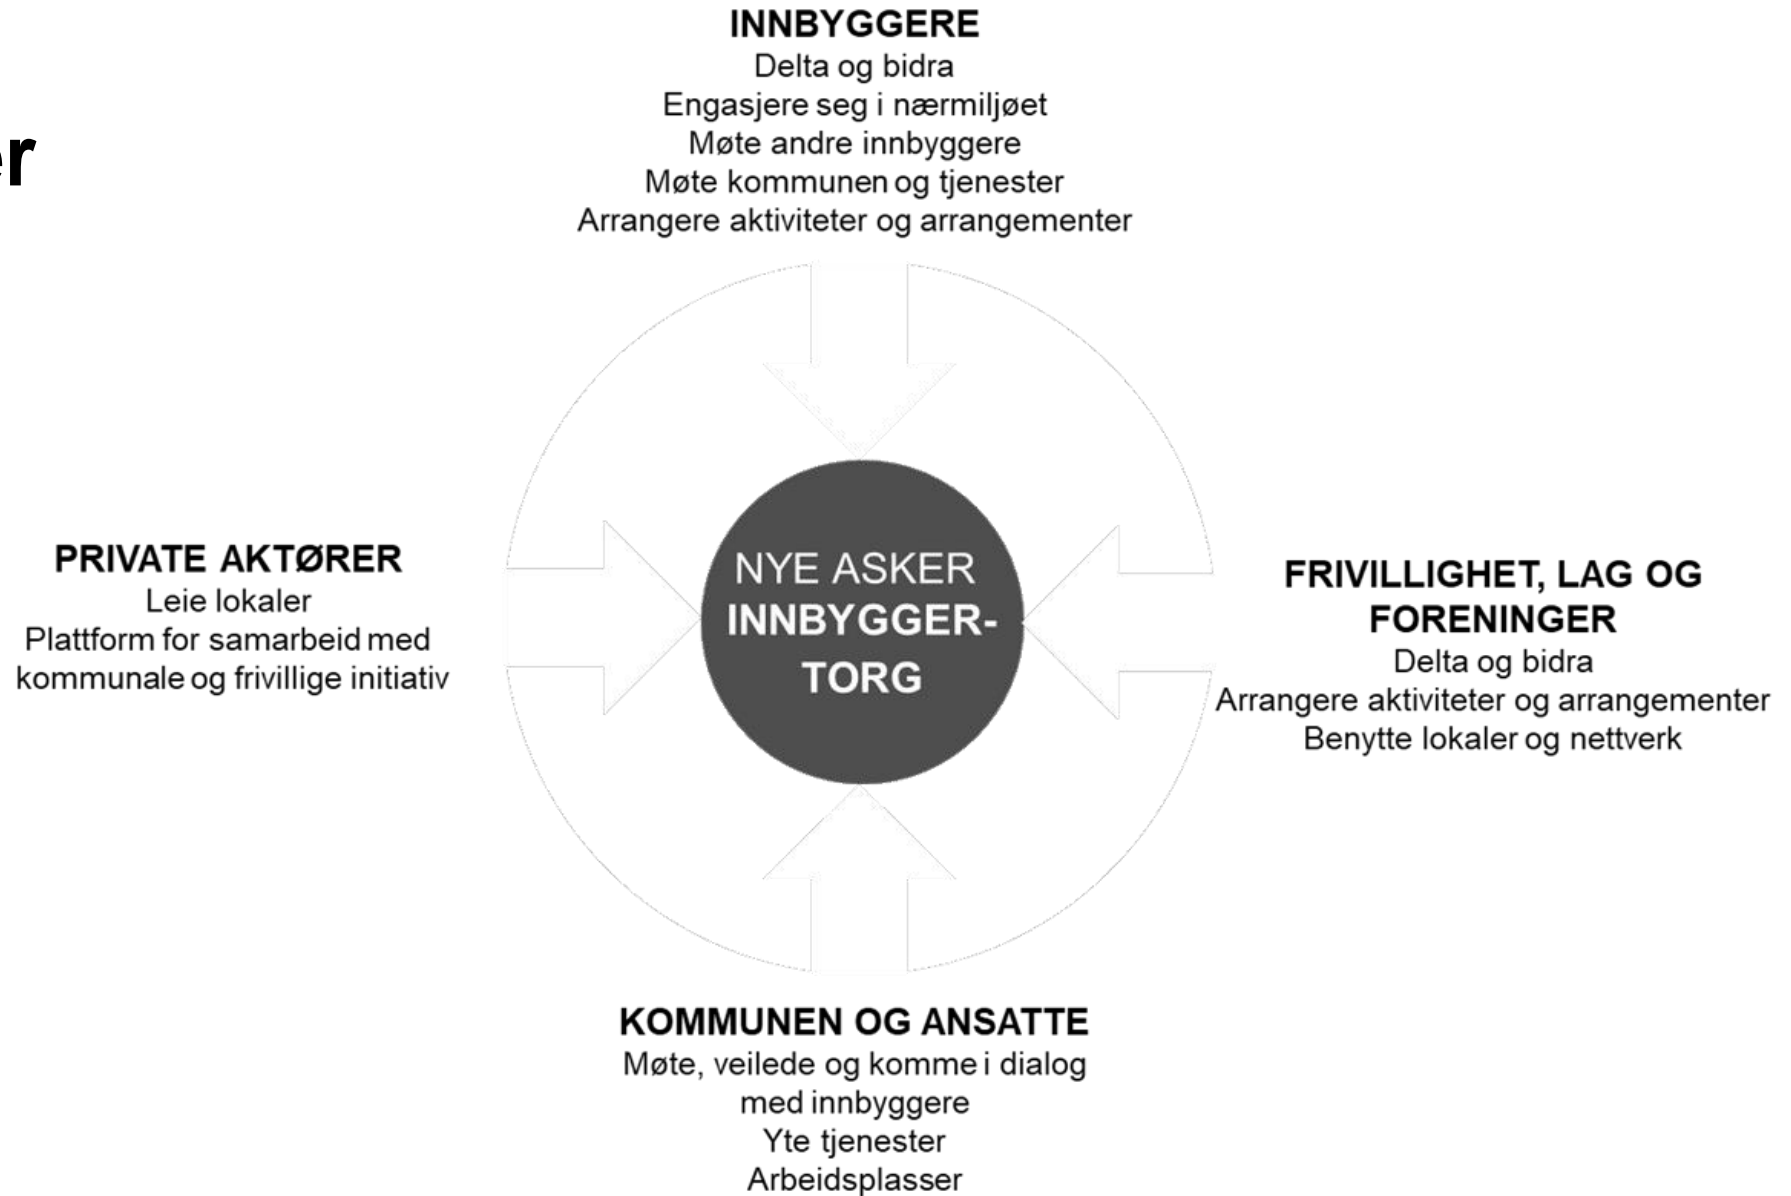 INNBYGGERE
Delta og bidra
Engasjere seg i nærmiljøet
Møte andre innbyggere
Møte kommunen og tjenester
Arrangere aktiviteter og arrangementer
PRIVATE AKTØRER
Leie lokaler
Plattform for samarbeid med
kommunale og frivillige initiativ
NYE ASKER
INNBYGGER-
TORG
FRIVILLIGHET, LAG OG
FORENINGER
Delta og bidra
Arrangere aktiviteter og arrangementer
Benytte lokaler og nettverk
KOMMUNEN OG ANSATTE
Møte, veilede og komme i dialog
med innbyggere
Yte tjenester
Arbeidsplasser